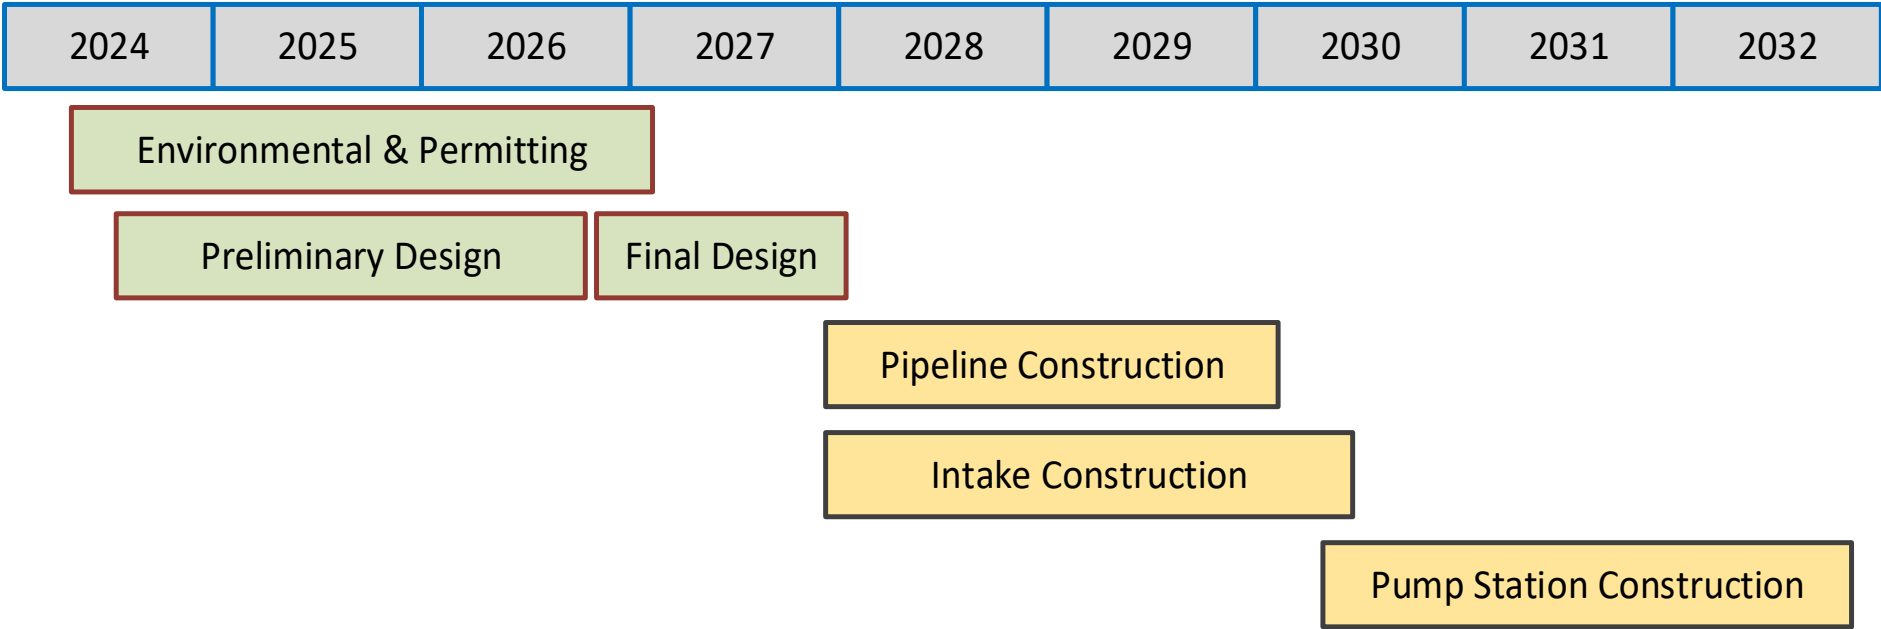 2024 2025 2026 2027 2028 2029 2030 2031 2032
Environmental & Permitting
Preliminary Design Final Design
Pipeline Construction
Intake Construction
Pump Station Construction